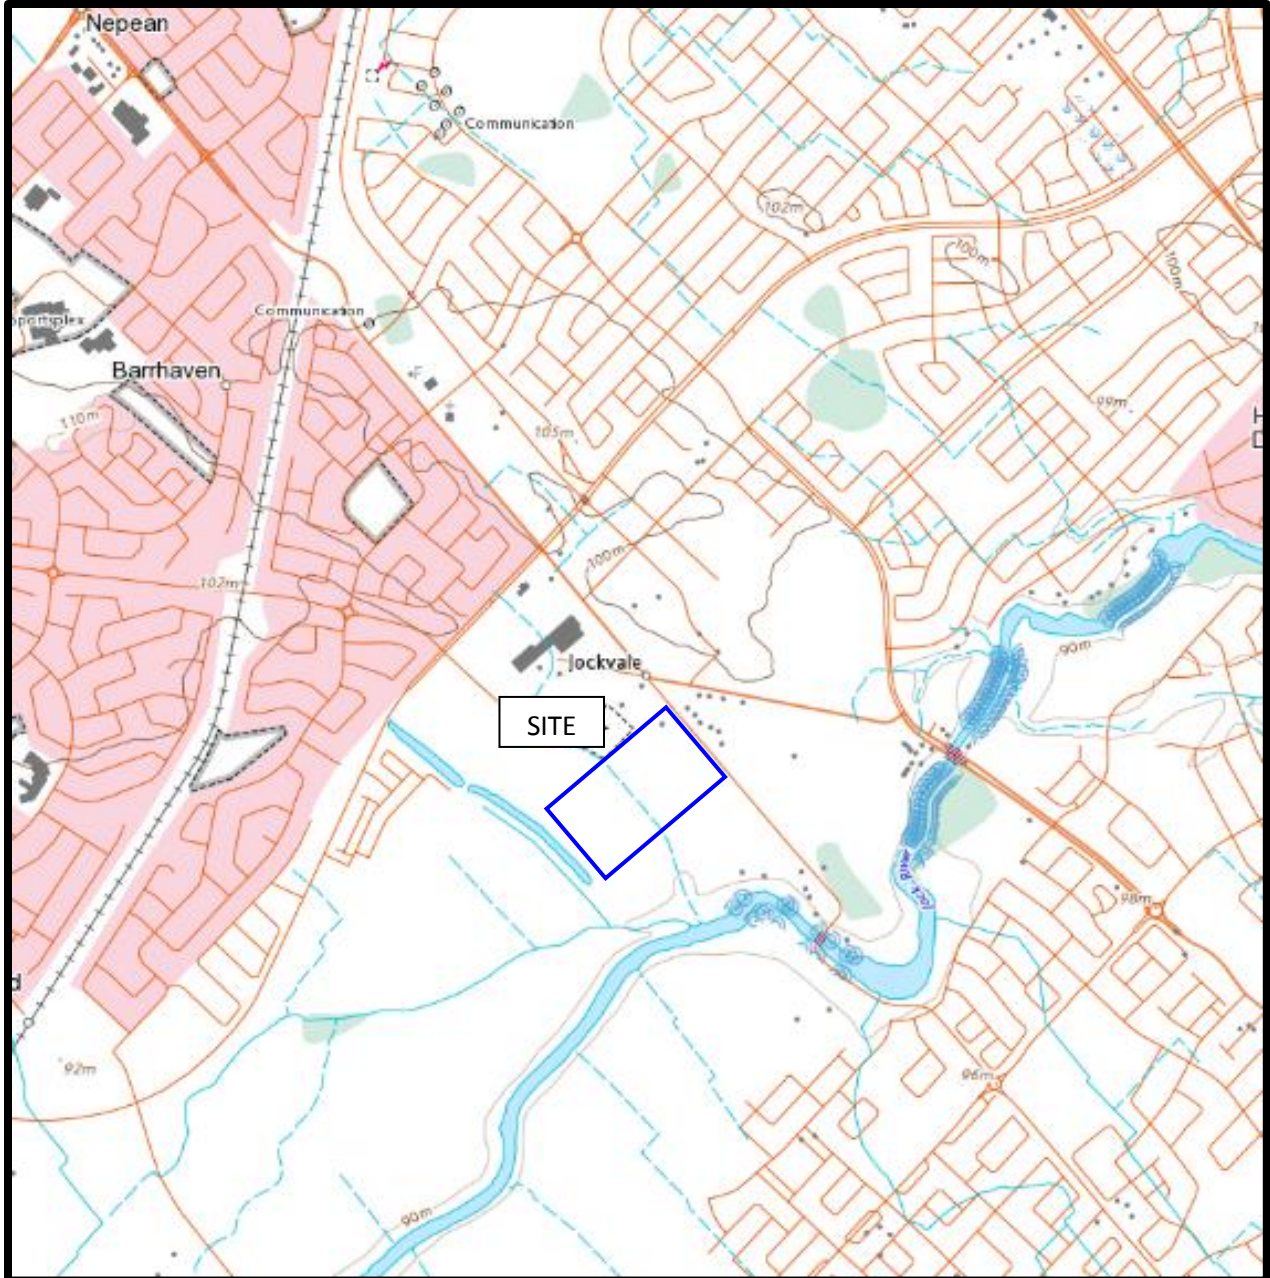 Nepean
Communication
102m
100m
100m
Communication
portsplex
Barrhaven
110m
105m
99m
H
D
100m
102m
Jockvale
90m
SITE
Jock River
98m
d
92m
96m
90m